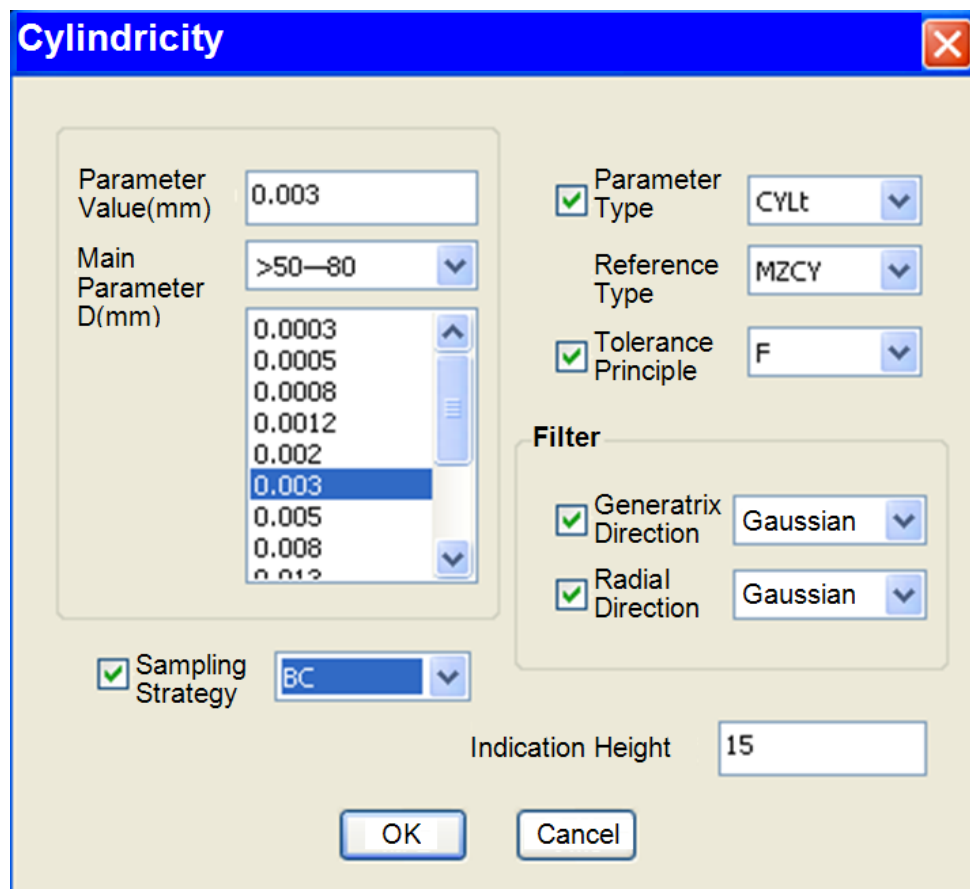 Cylindricity
Parameter
Value(mm)
0.003
Main
Parameter
D(mm)
>50—80
0.0003
0.0005
0.0008
0.0012
0.002
0.003
0.005
0.008
0.013
Sampling
Strategy
BC
Parameter
Type
CYLt
Reference
Type
MZCY
Tolerance
Principle
F
Filter
Generatrix
Direction
Gaussian
Radial
Direction
Gaussian
Indication Height
15
OK
Cancel